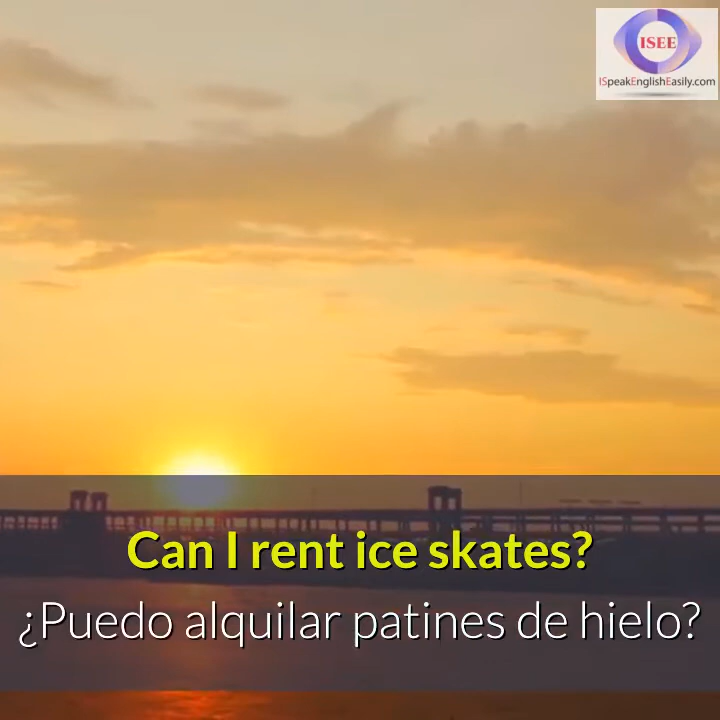 ISEE
ISpeakEnglishEasily.com
Can I rent ice skates?
¿Puedo alquilar patines de hielo?